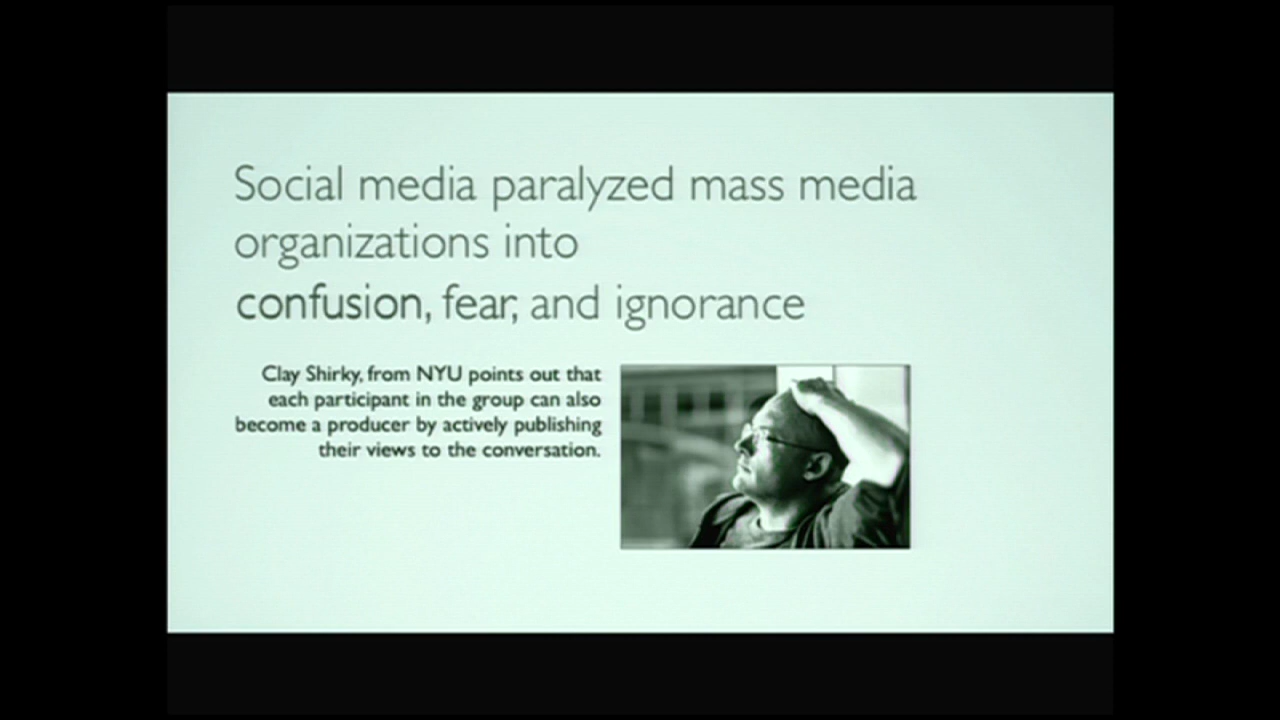 Social media paralyzed mass media
organizations into
confusion, fear, and ignorance
Clay Shirky, from NYU points out that
each participant in the group can also
become a producer by actively publishing
their views to the conversation.